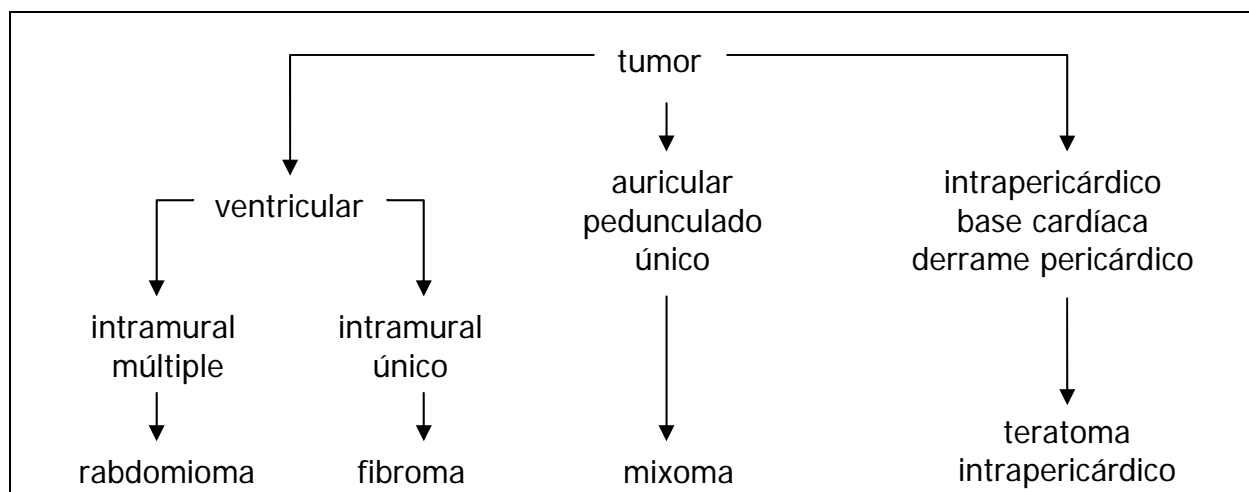 tumor
ventricular
auricular
pedunculado
único
intrapericárdico
base cardíaca
derrame pericárdico
intramural
múltiple
intramural
único
rabdomioma
fibroma
mixoma
teratoma
intrapericárdico